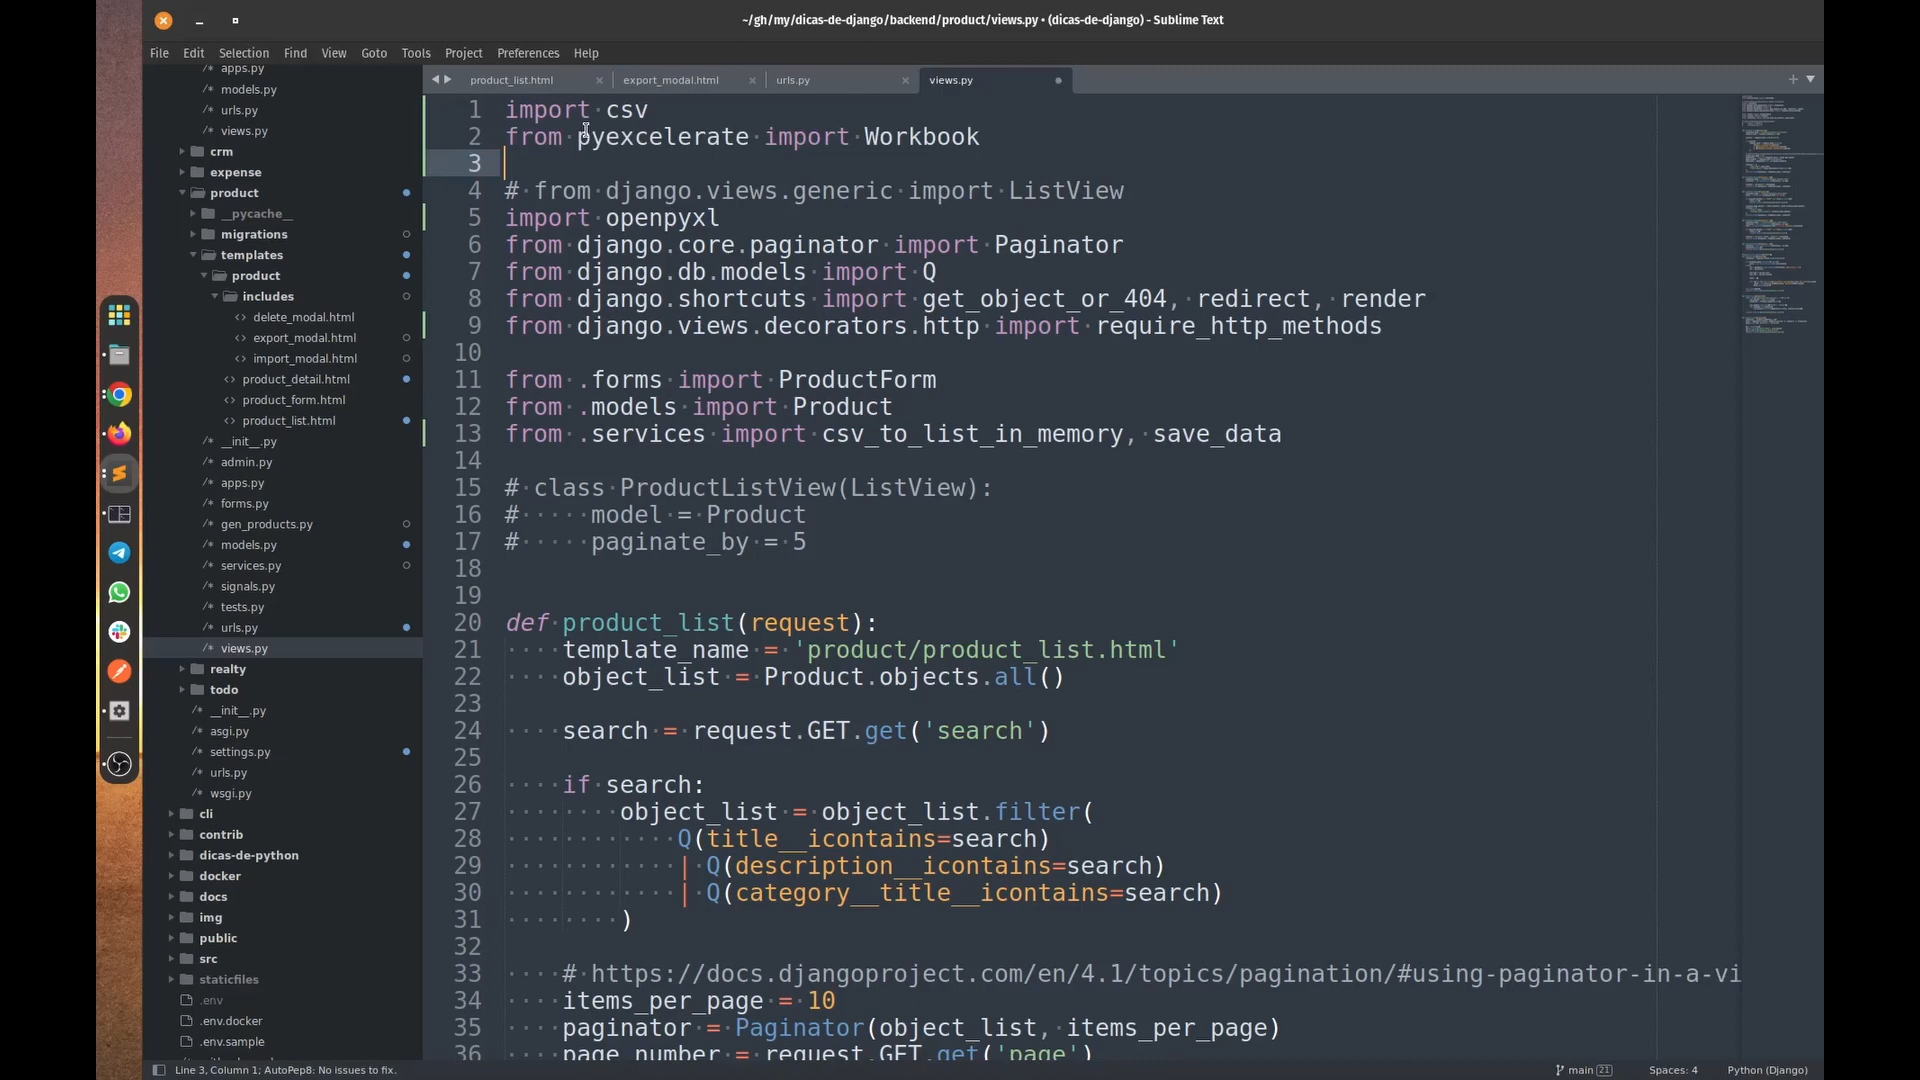 ~/gh/my/dicas-de-django/backend/product/views.py • (dicas-de-django) - Sublime Text
File Edit Selection Find View Goto Tools Project Preferences Help
product_list.html
export_modal.html
urls.py
views.py
apps.py
models.py
urls.py
views.py
crm
expense
product
__pycache__
migrations
templates
product
includes
delete_modal.html
export_modal.html
import_modal.html
product_detail.html
product_form.html
product_list.html
__init__.py
admin.py
apps.py
forms.py
gen_products.py
models.py
services.py
signals.py
tests.py
urls.py
views.py
realty
todo
__init__.py
asgi.py
settings.py
urls.py
wsgi.py
cli
contrib
dicas-de-python
docker
docs
img
public
src
staticfiles
.env
.env.docker
.env.sample
1 import csv
2 from pyexcelerate import Workbook
3
4 # from django.views.generic import ListView
5 import openpyxl
6 from django.core.paginator import Paginator
7 from django.db.models import Q
8 from django.shortcuts import get_object_or_404, redirect, render
9 from django.views.decorators.http import require_http_methods
10
11 from .forms import ProductForm
12 from .models import Product
13 from .services import csv_to_list_in_memory, save_data
14
15 # class ProductListView(ListView):
16 #     model = Product
17 #     paginate_by = 5
18
19
20 def product_list(request):
21     template_name = 'product/product_list.html'
22     object_list = Product.objects.all()
23
24     search = request.GET.get('search')
25
26     if search:
27         object_list = object_list.filter(
28             Q(title__icontains=search)
29             | Q(description__icontains=search)
30             | Q(category__title__icontains=search)
31         )
32
33     # https://docs.djangoproject.com/en/4.1/topics/pagination/#using-paginator-in-a-vi
34     items_per_page = 10
35     paginator = Paginator(object_list, items_per_page)
36     page_number = request.GET.get('page')
Line 3, Column 1; AutoPep8: No issues to fix.
main 21
Spaces: 4
Python (Django)